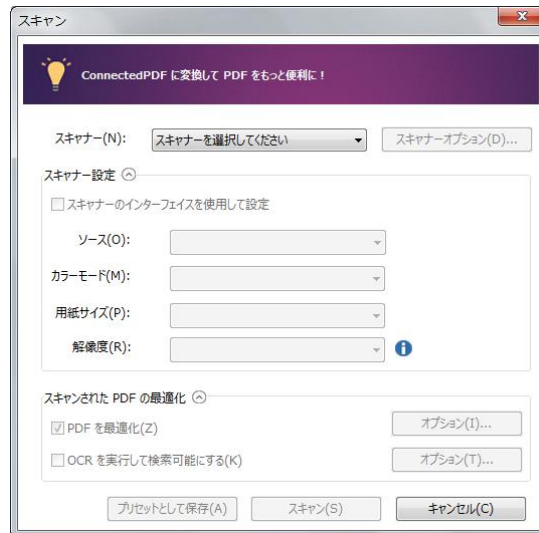 スキャン
ConnectedPDF に変換して PDF をもっと便利に！
スキャナー(N): スキャナーを選択してください スキャナーオプション(D)...
スキャナー設定
スキャナーのインターフェイスを使用して設定
ソース(O):
カラーモード(M):
用紙サイズ(P):
解像度(R):
スキャンされた PDF の最適化
PDF を最適化(Z) オプション(I)...
OCR を実行して検索可能にする(K) オプション(T)...
プリセットとして保存(A) スキャン(S) キャンセル(C)